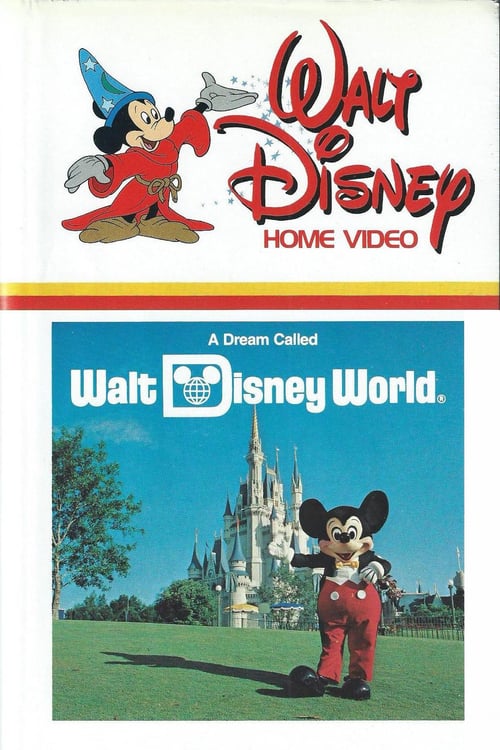 WALT
DISNEY
HOME VIDEO
A Dream Called
Walt Disney World®